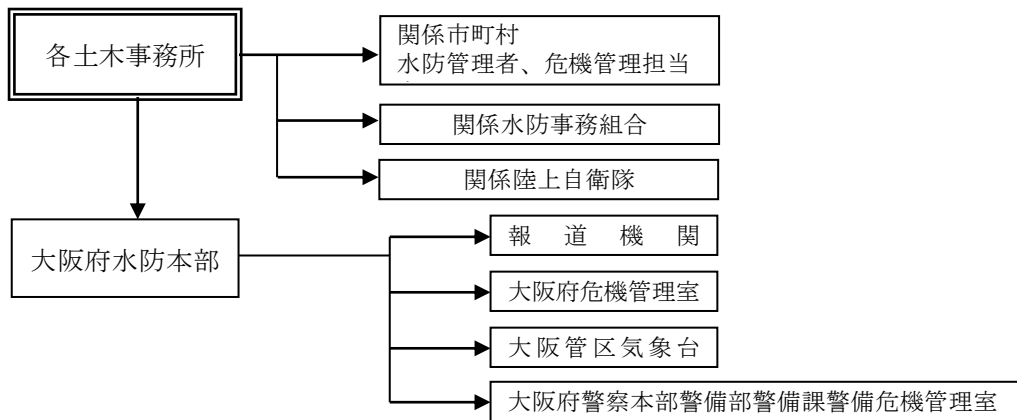 各土木事務所
関係市町村
水防管理者、危機管理担当
関係水防事務組合
関係陸上自衛隊
大阪府水防本部
報道機関
大阪府危機管理室
大阪管区気象台
大阪府警察本部警備部警備課警備危機管理室